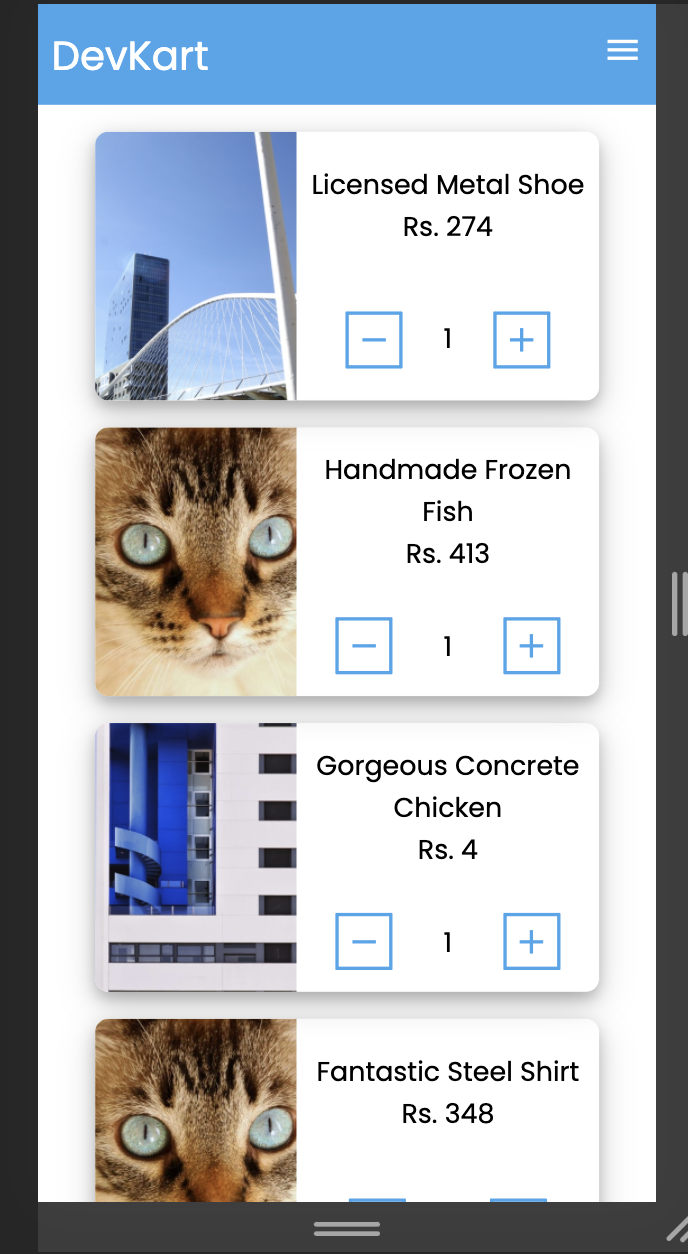 DevKart
Licensed Metal Shoe
Rs. 274
1
Handmade Frozen
Fish
Rs. 413
1
Gorgeous Concrete
Chicken
Rs. 4
1
Fantastic Steel Shirt
Rs. 348